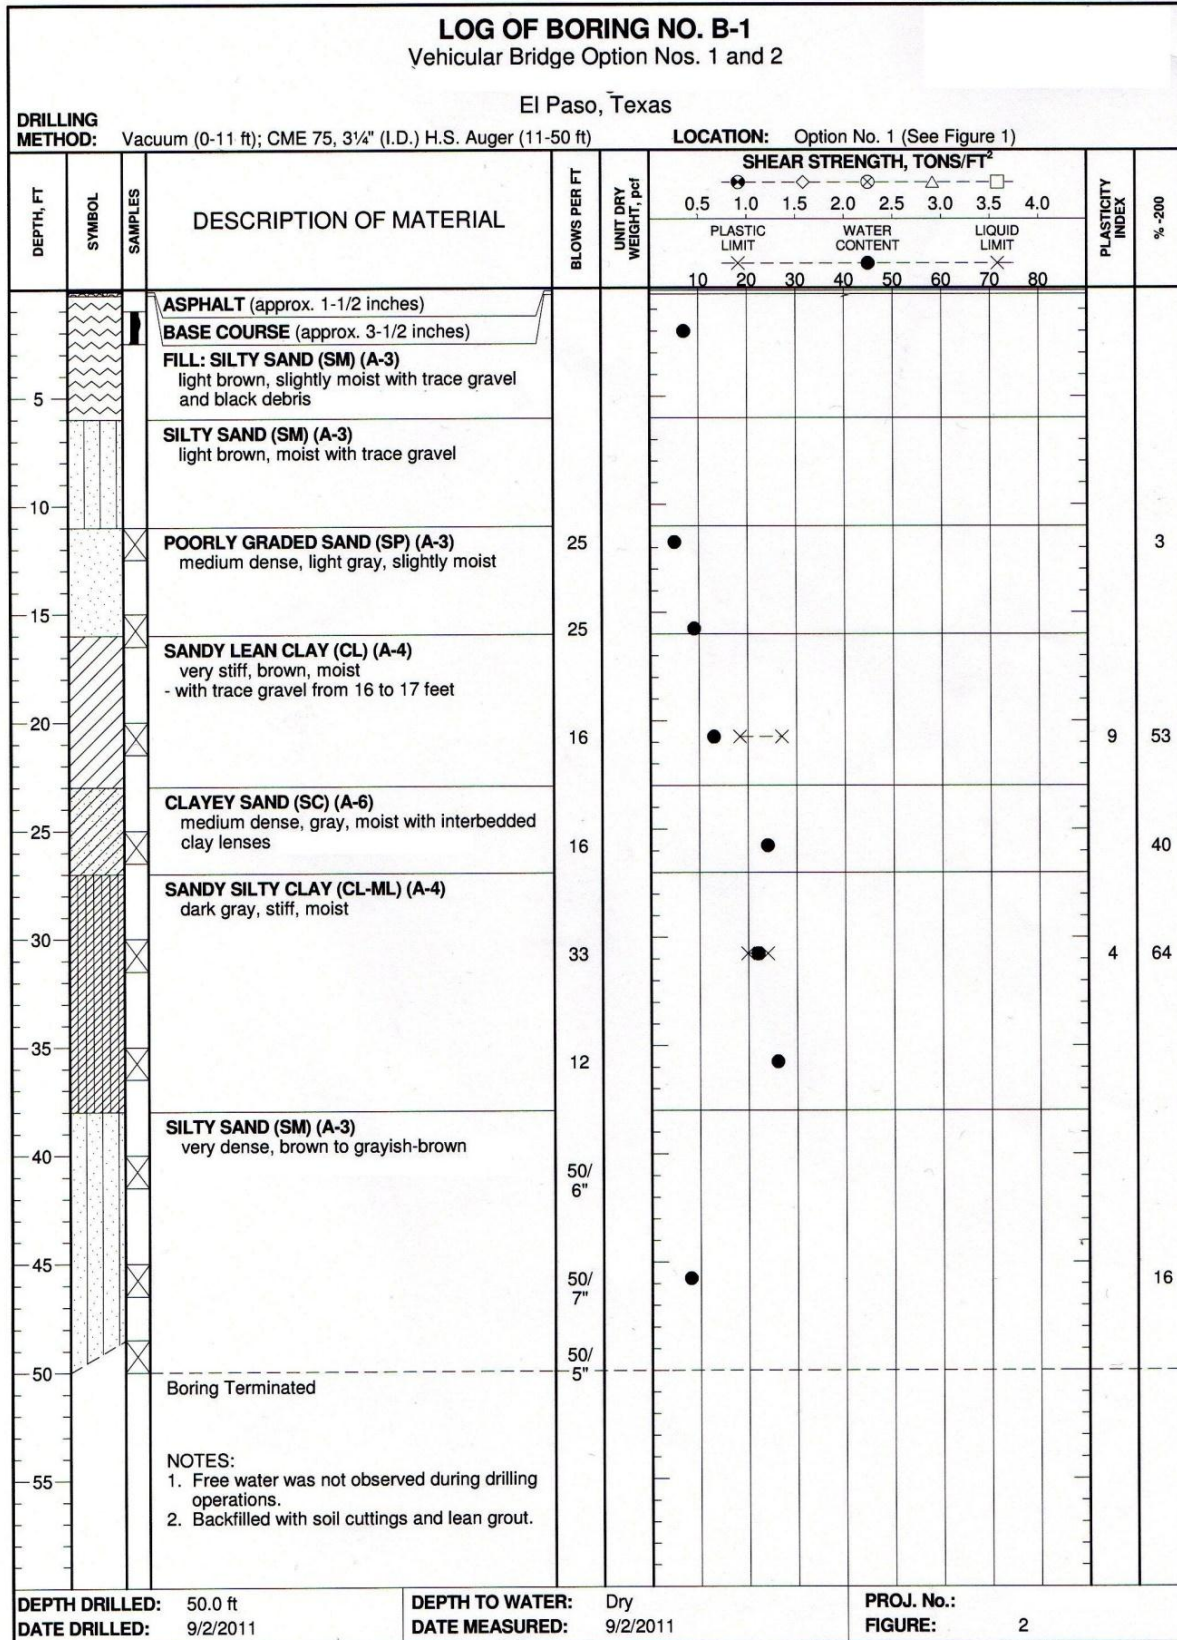 LOG OF BORING NO. B-1
Vehicular Bridge Option Nos. 1 and 2
El Paso, Texas
DRILLING
METHOD: Vacuum (0-11 ft); CME 75, 3¼" (I.D.) H.S. Auger (11-50 ft) LOCATION: Option No. 1 (See Figure 1)
DEPTH, FT
SYMBOL
SAMPLES
DESCRIPTION OF MATERIAL
BLOWS PER FT
UNIT DRY
WEIGHT, pcf
SHEAR STRENGTH, TONS/FT²
0.5 1.0 1.5 2.0 2.5 3.0 3.5 4.0
PLASTIC LIMIT WATER CONTENT LIQUID LIMIT
10 20 30 40 50 60 70 80
PLASTICITY
INDEX
% -200
ASPHALT (approx. 1-1/2 inches)
BASE COURSE (approx. 3-1/2 inches)
FILL: SILTY SAND (SM) (A-3)
light brown, slightly moist with trace gravel
5 and black debris
SILTY SAND (SM) (A-3)
light brown, moist with trace gravel
10
POORLY GRADED SAND (SP) (A-3) 25 3
medium dense, light gray, slightly moist
15 25
SANDY LEAN CLAY (CL) (A-4)
very stiff, brown, moist
- with trace gravel from 16 to 17 feet
20 16 9 53
CLAYEY SAND (SC) (A-6)
medium dense, gray, moist with interbedded
25 clay lenses 16 40
SANDY SILTY CLAY (CL-ML) (A-4)
dark gray, stiff, moist
30 33 4 64
35 12
SILTY SAND (SM) (A-3)
very dense, brown to grayish-brown
40 50/
6"
45 50/ 16
7"
50/
50 5"
Boring Terminated
NOTES:
55 1. Free water was not observed during drilling
operations.
2. Backfilled with soil cuttings and lean grout.
DEPTH DRILLED: 50.0 ft DEPTH TO WATER: Dry PROJ. No.:
DATE DRILLED: 9/2/2011 DATE MEASURED: 9/2/2011 FIGURE: 2